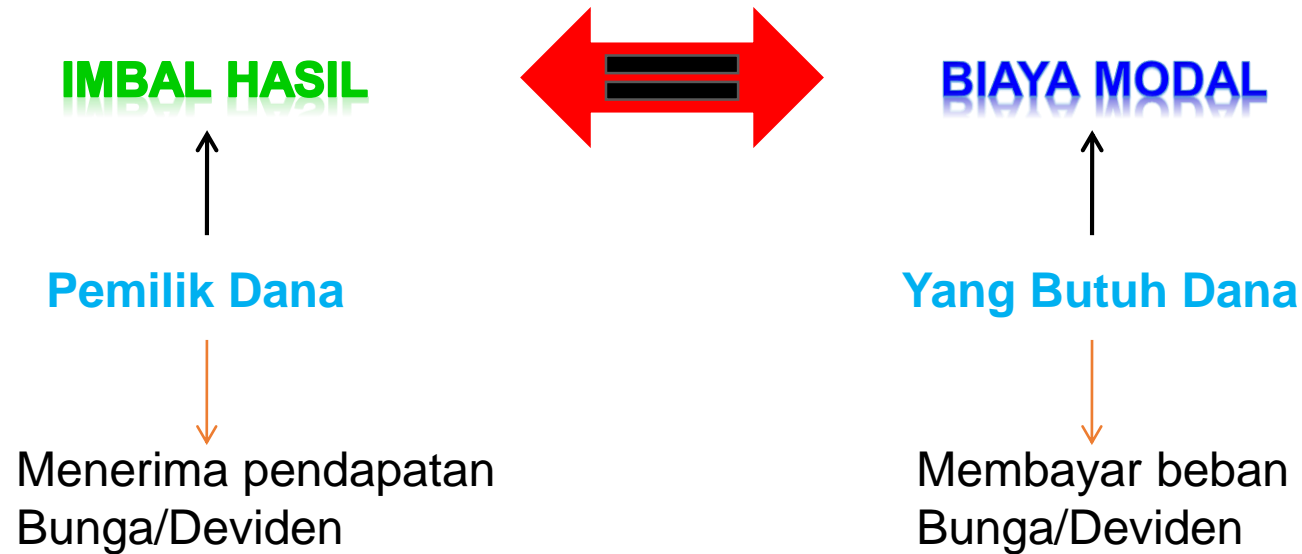 IMBAL HASIL
BIAYA MODAL
Pemilik Dana
Yang Butuh Dana
Menerima pendapatan
Bunga/Deviden
Membayar beban
Bunga/Deviden